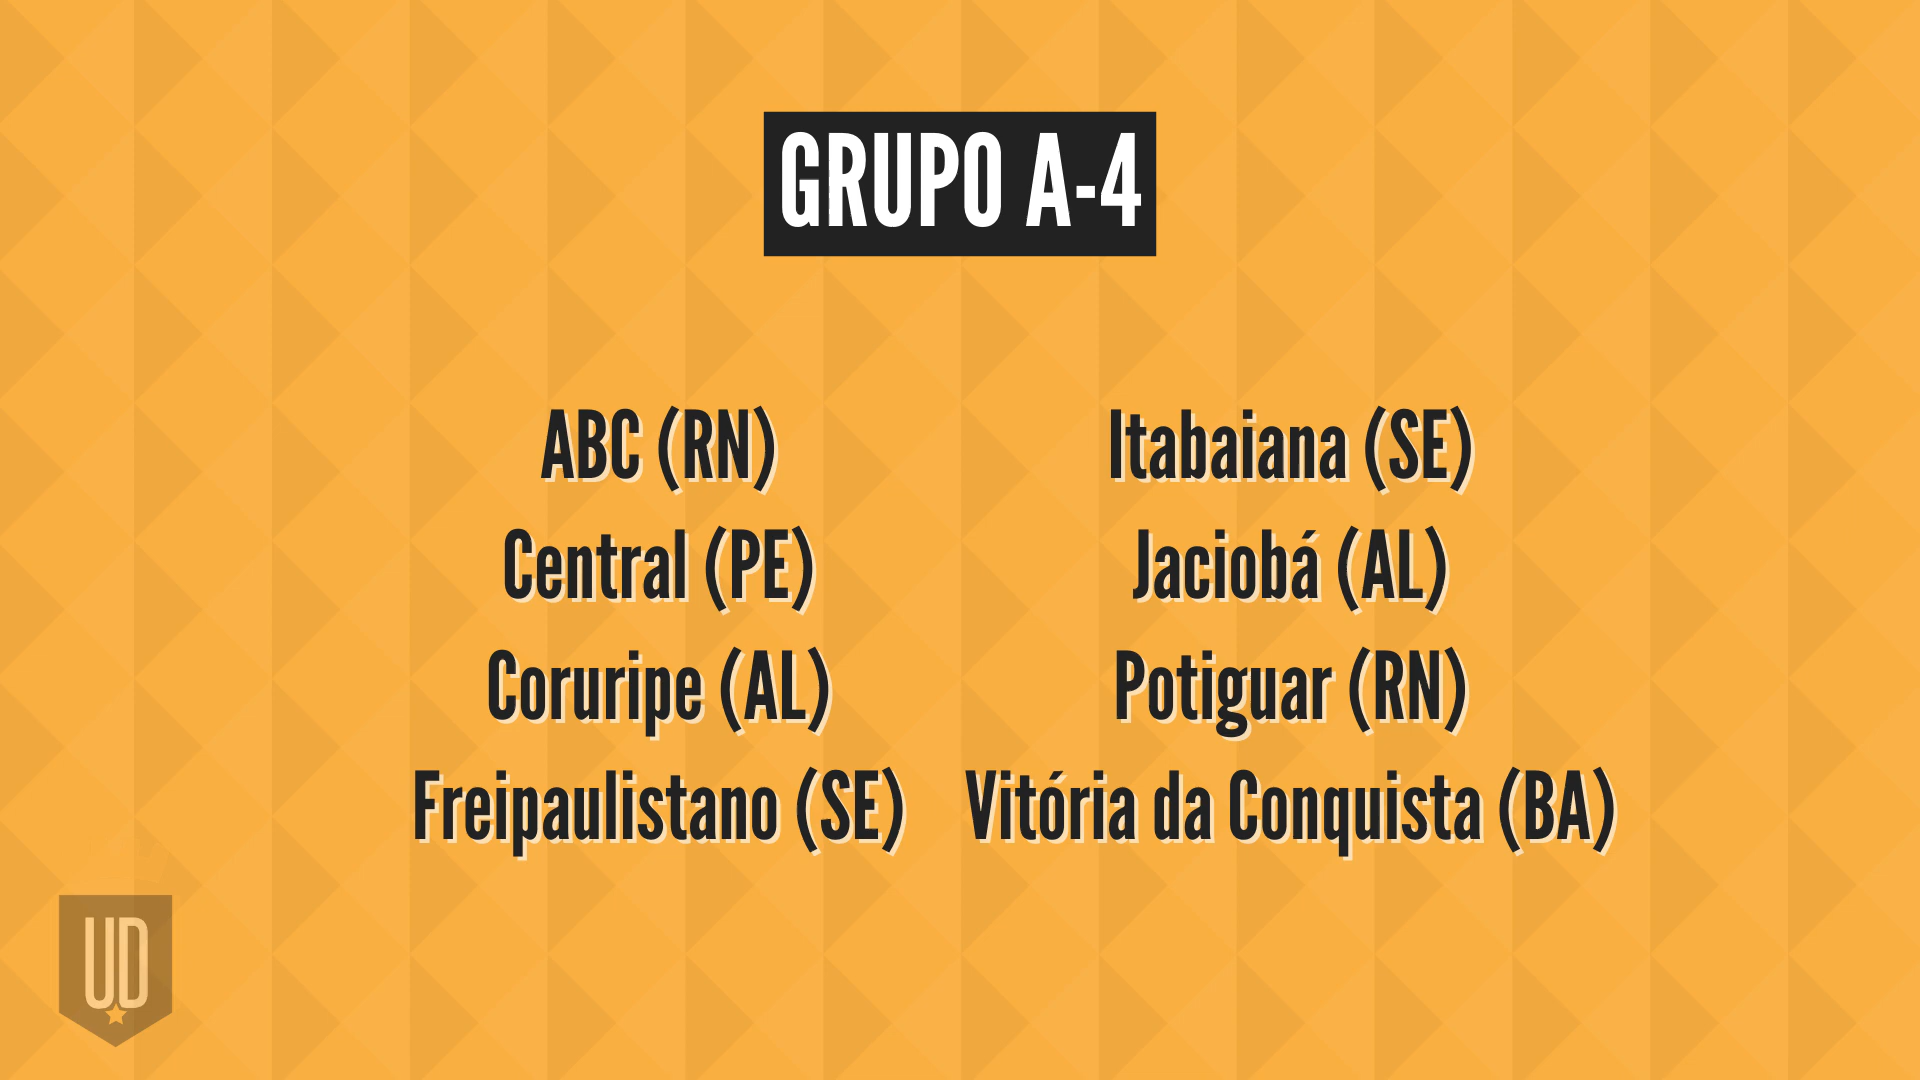 GRUPO A-4
ABC (RN)
Central (PE)
Coruripe (AL)
Freipaulistano (SE)
Itabaiana (SE)
Jaciobá (AL)
Potiguar (RN)
Vitória da Conquista (BA)
UD